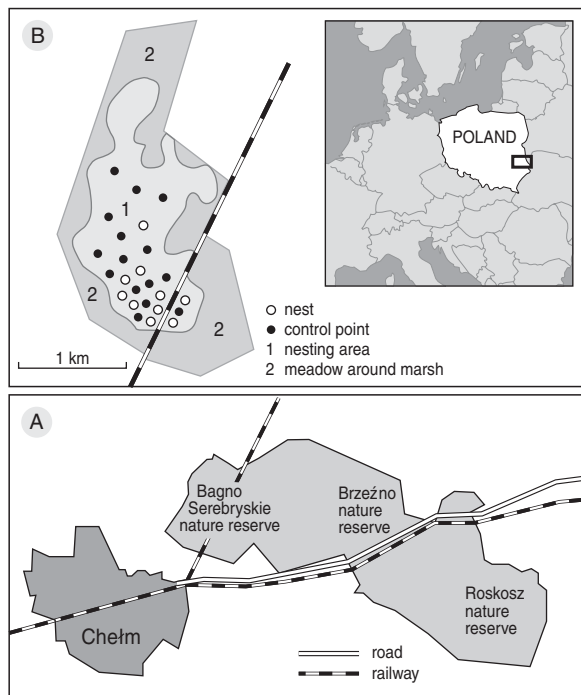 B
2
POLAND
1
2
2
1 km
nest
control point
1 nesting area
2 meadow around marsh
A
Bagno
Serebryskie
nature reserve
Brzeźno
nature
reserve
Roskosz
nature
reserve
Chełm
road
railway